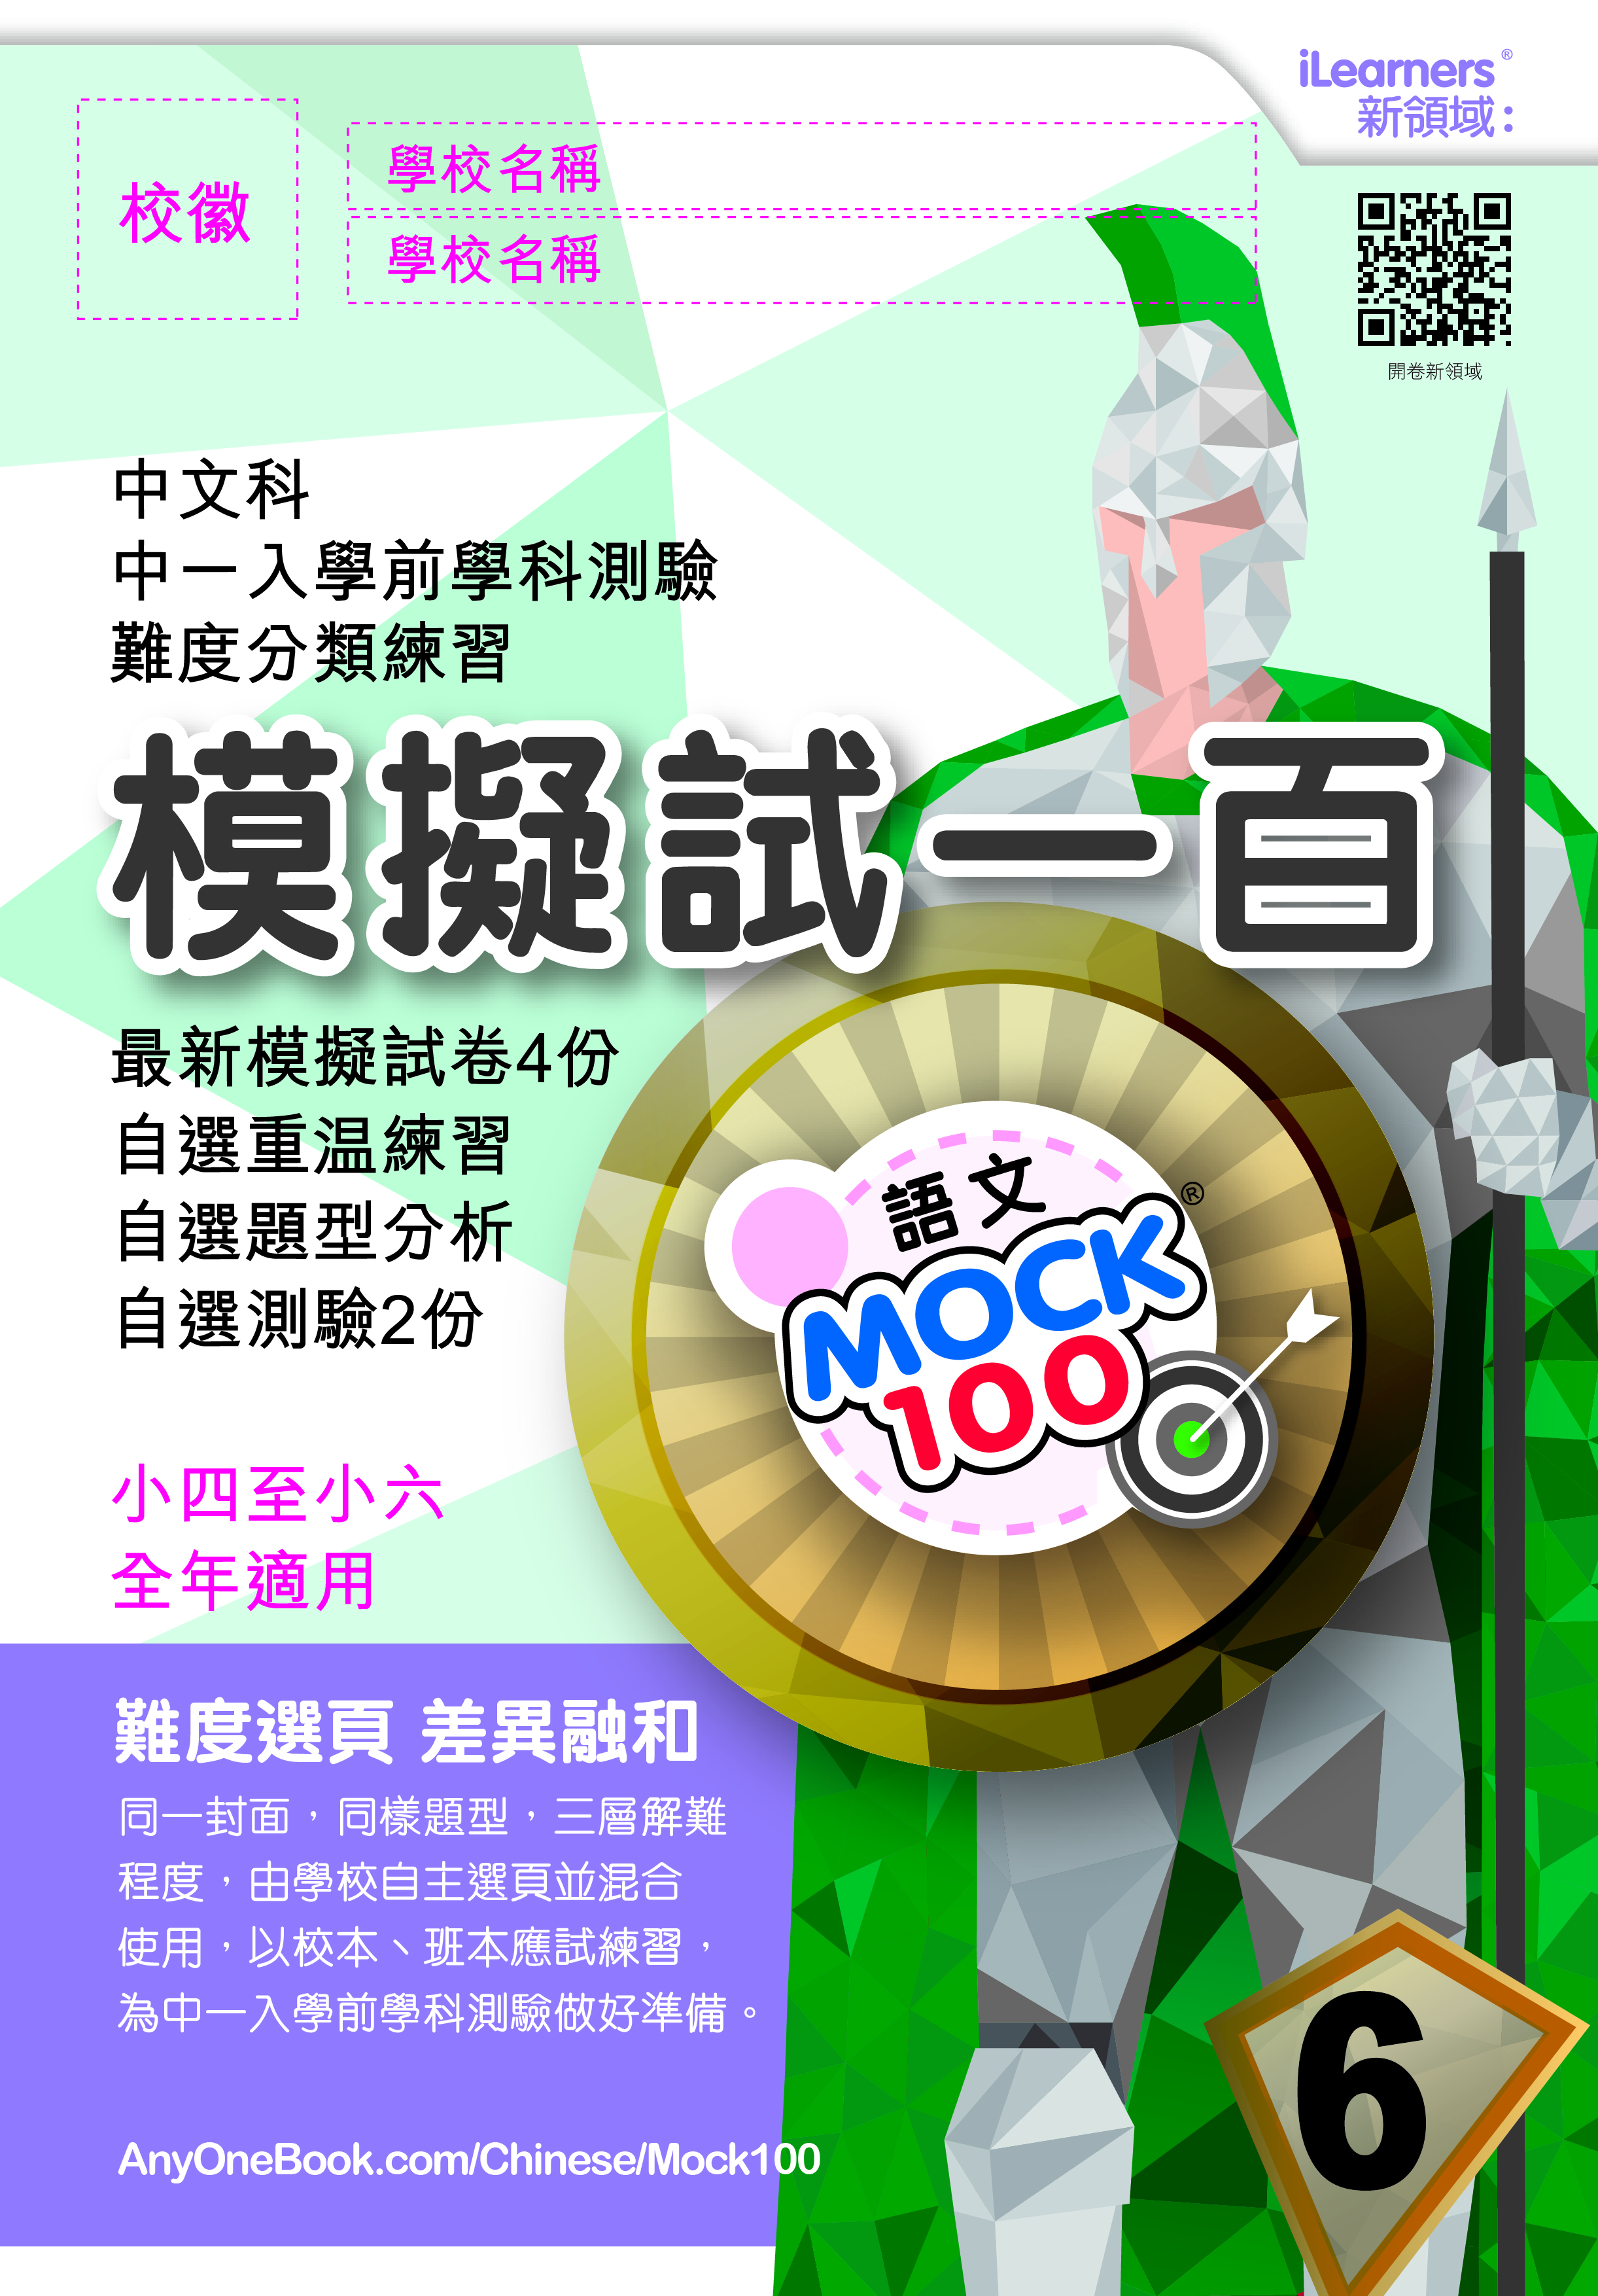 iLearners®
新領域：
校徽
學校名稱
學校名稱
開卷新領域
中文科
中一入學前學科測驗
難度分類練習
模擬試一百
最新模擬試卷4份
自選重温練習
自選題型分析
自選測驗2份
語文
MOCK®
100
小四至小六
全年適用
難度選頁 差異融和
同一封面，同樣題型，三層解難
程度，由學校自主選頁並混合
使用，以校本、班本應試練習，
為中一入學前學科測驗做好準備。
AnyOneBook.com/Chinese/Mock100
6